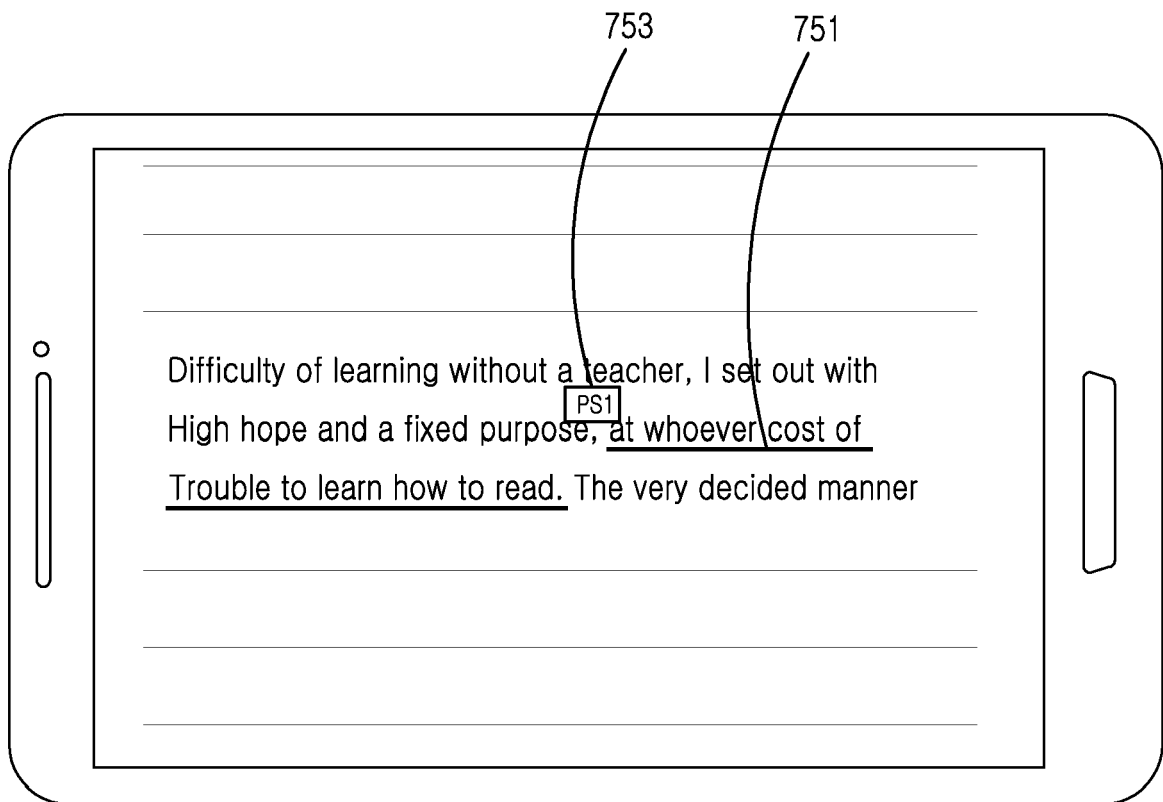 753 751
Difficulty of learning without a teacher, I set out with
PS1
High hope and a fixed purpose, at whoever cost of
Trouble to learn how to read. The very decided manner